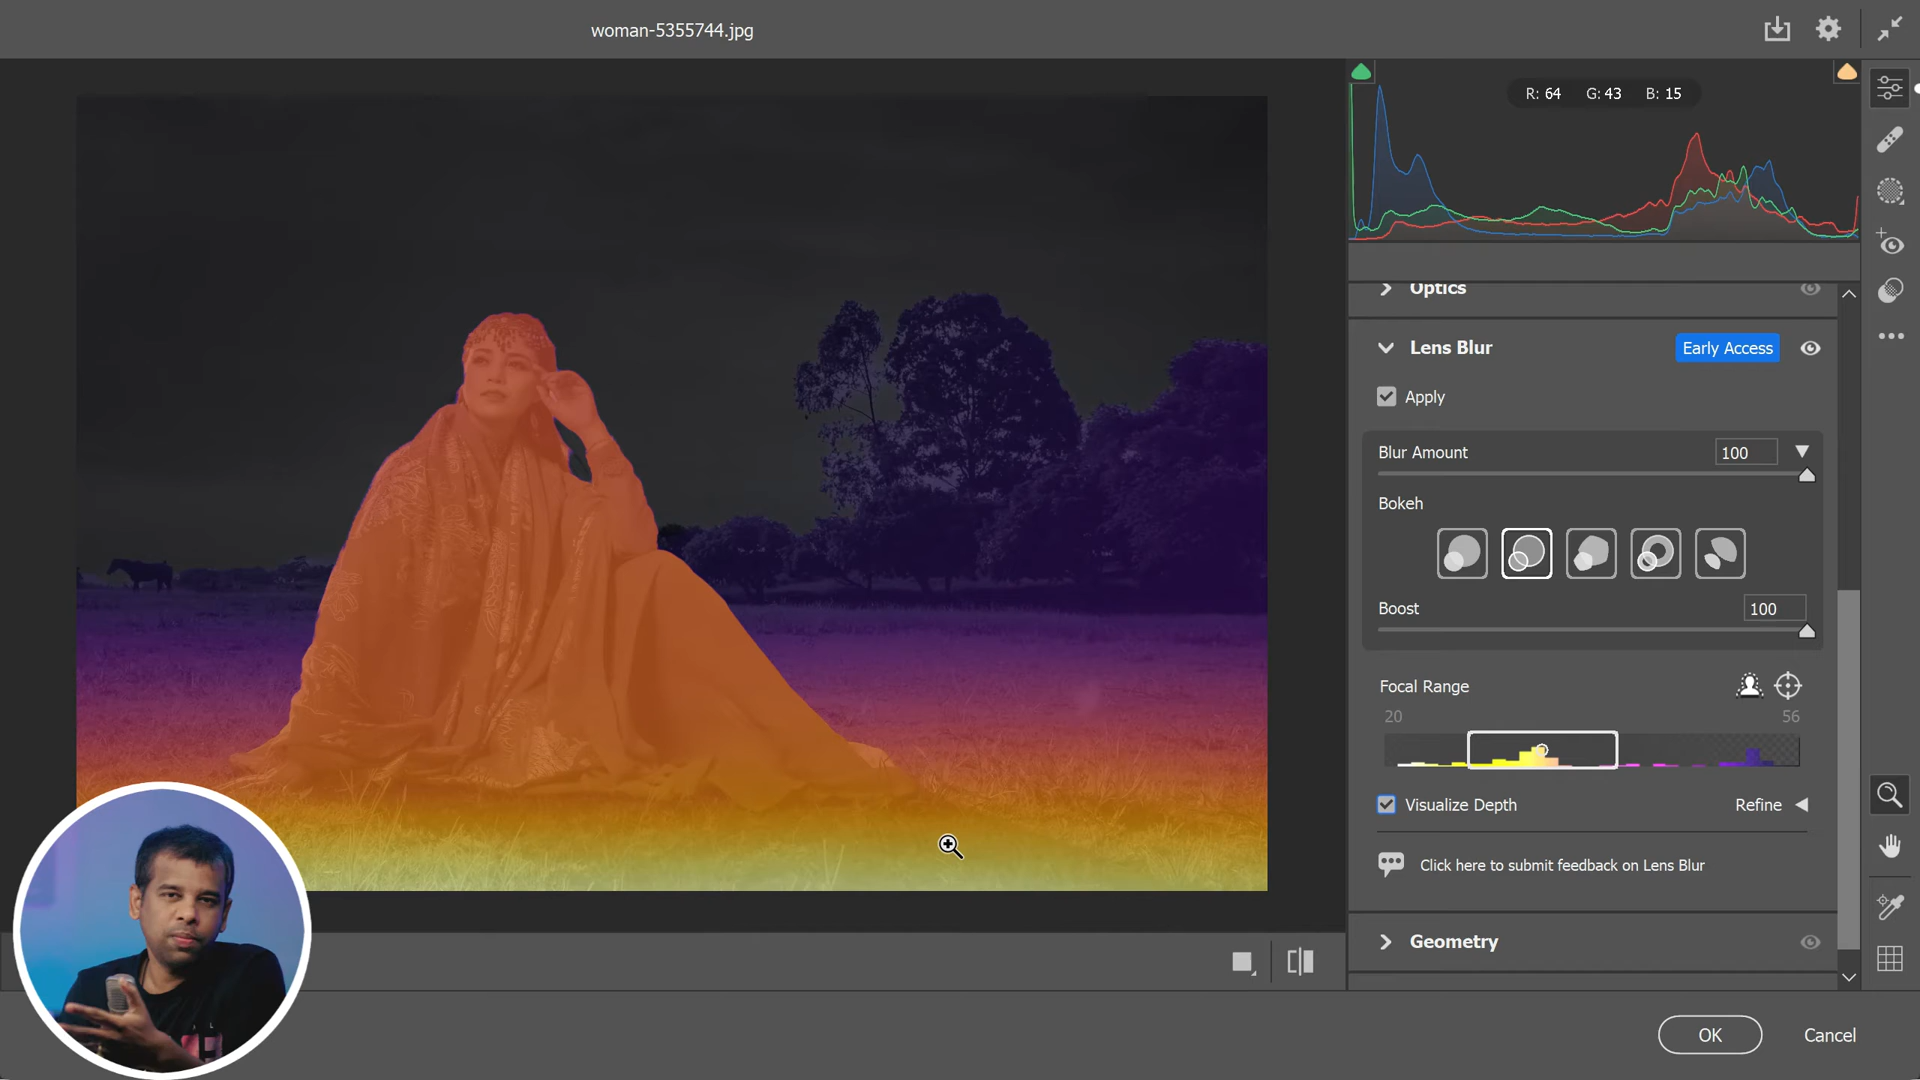 woman-5355744.jpg
R: 64 G: 43 B: 15
Optics
Lens Blur Early Access
Apply
Blur Amount 100
Bokeh
Boost 100
Focal Range
20 56
Visualize Depth Refine
Click here to submit feedback on Lens Blur
Geometry
OK Cancel